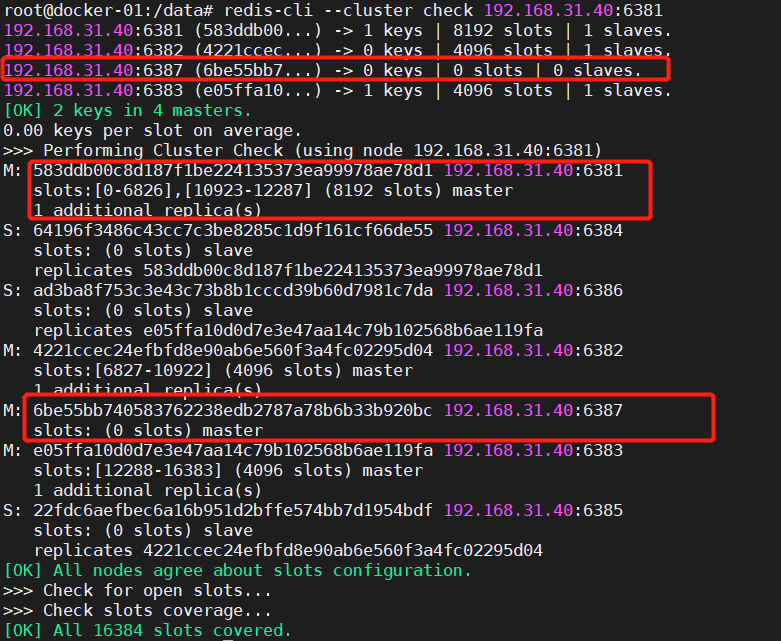 root@docker-01:/data# redis-cli --cluster check 192.168.31.40:6381
192.168.31.40:6381 (583ddb00...) -> 1 keys | 8192 slots | 1 slaves.
192.168.31.40:6382 (4221ccec...) -> 0 keys | 4096 slots | 1 slaves.
192.168.31.40:6387 (6be55bb7...) -> 0 keys | 0 slots | 0 slaves.
192.168.31.40:6383 (e05ffa10...) -> 1 keys | 4096 slots | 1 slaves.
[OK] 2 keys in 4 masters.
0.00 keys per slot on average.
>>> Performing Cluster Check (using node 192.168.31.40:6381)
M: 583ddb00c8d187f1be224135373ea99978ae78d1 192.168.31.40:6381
slots:[0-6826],[10923-12287] (8192 slots) master
1 additional replica(s)
S: 64196f3486c43cc7c3be8285c1d9f161cf66de55 192.168.31.40:6384
slots: (0 slots) slave
replicates 583ddb00c8d187f1be224135373ea99978ae78d1
S: ad3ba8f753c3e43c73b8b1cccd39b60d7981c7da 192.168.31.40:6386
slots: (0 slots) slave
replicates e05ffa10d0d7e3e47aa14c79b102568b6ae119fa
M: 4221ccec24efbfd8e90ab6e560f3a4fc02295d04 192.168.31.40:6382
slots:[6827-10922] (4096 slots) master
1 additional replica(s)
M: 6be55bb740583762238edb2787a78b6b33b920bc 192.168.31.40:6387
slots: (0 slots) master
M: e05ffa10d0d7e3e47aa14c79b102568b6ae119fa 192.168.31.40:6383
slots:[12288-16383] (4096 slots) master
1 additional replica(s)
S: 22fdc6aefbec6a16b951d2bffe574bb7d1954bdf 192.168.31.40:6385
slots: (0 slots) slave
replicates 4221ccec24efbfd8e90ab6e560f3a4fc02295d04
[OK] All nodes agree about slots configuration.
>>> Check for open slots...
>>> Check slots coverage...
[OK] All 16384 slots covered.